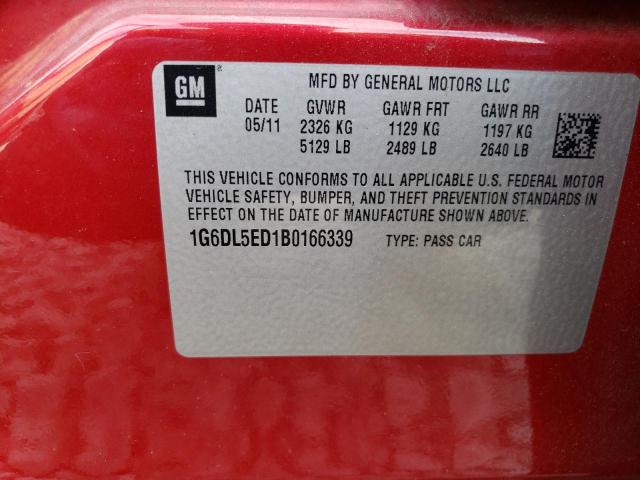 GM
MFD BY GENERAL MOTORS LLC
DATE GVWR GAWR FRT GAWR RR
05/11 2326 KG 1129 KG 1197 KG
5129 LB 2489 LB 2640 LB
THIS VEHICLE CONFORMS TO ALL APPLICABLE U.S. FEDERAL MOTOR
VEHICLE SAFETY, BUMPER, AND THEFT PREVENTION STANDARDS IN
EFFECT ON THE DATE OF MANUFACTURE SHOWN ABOVE.
1G6DL5ED1B0166339 TYPE: PASS CAR